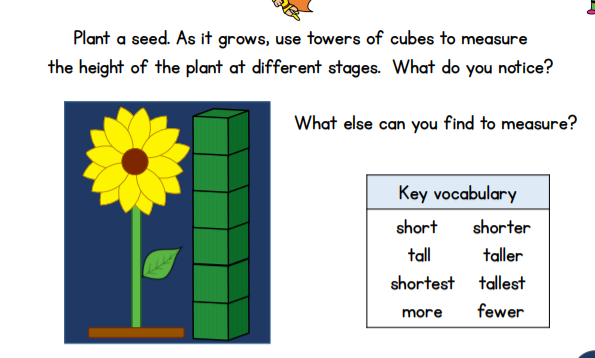 Plant a seed. As it grows, use towers of cubes to measure
the height of the plant at different stages. What do you notice?
What else can you find to measure?
Key vocabulary
short shorter
tall taller
shortest tallest
more fewer